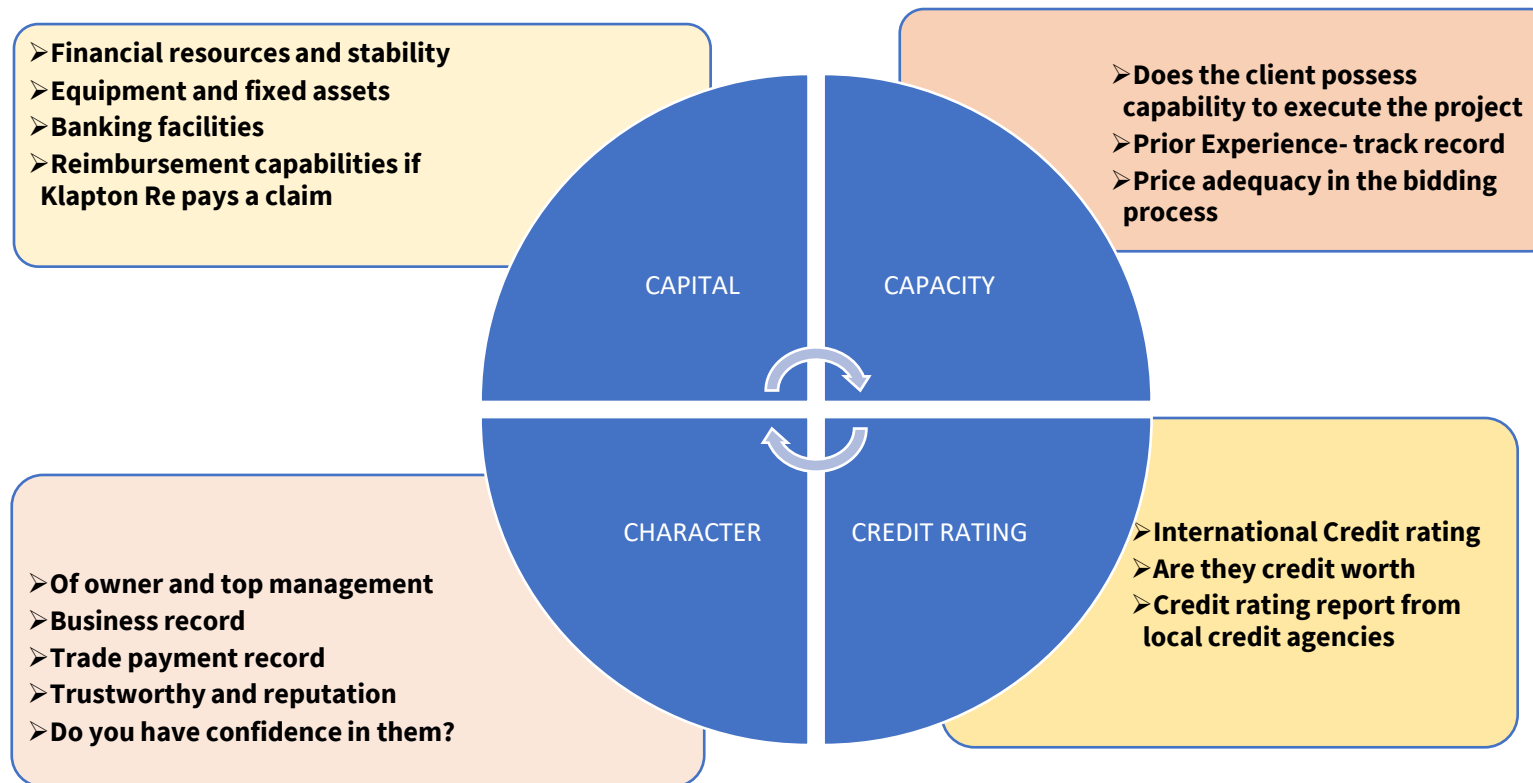 ➢Financial resources and stability
➢Equipment and fixed assets
➢Banking facilities
➢Reimbursement capabilities if
Klapton Re pays a claim
➢Does the client possess
capability to execute the project
➢Prior Experience- track record
➢Price adequacy in the bidding
process
CAPITAL
CAPACITY
CHARACTER
CREDIT RATING
➢Of owner and top management
➢Business record
➢Trade payment record
➢Trustworthy and reputation
➢Do you have confidence in them?
➢International Credit rating
➢Are they credit worth
➢Credit rating report from
local credit agencies